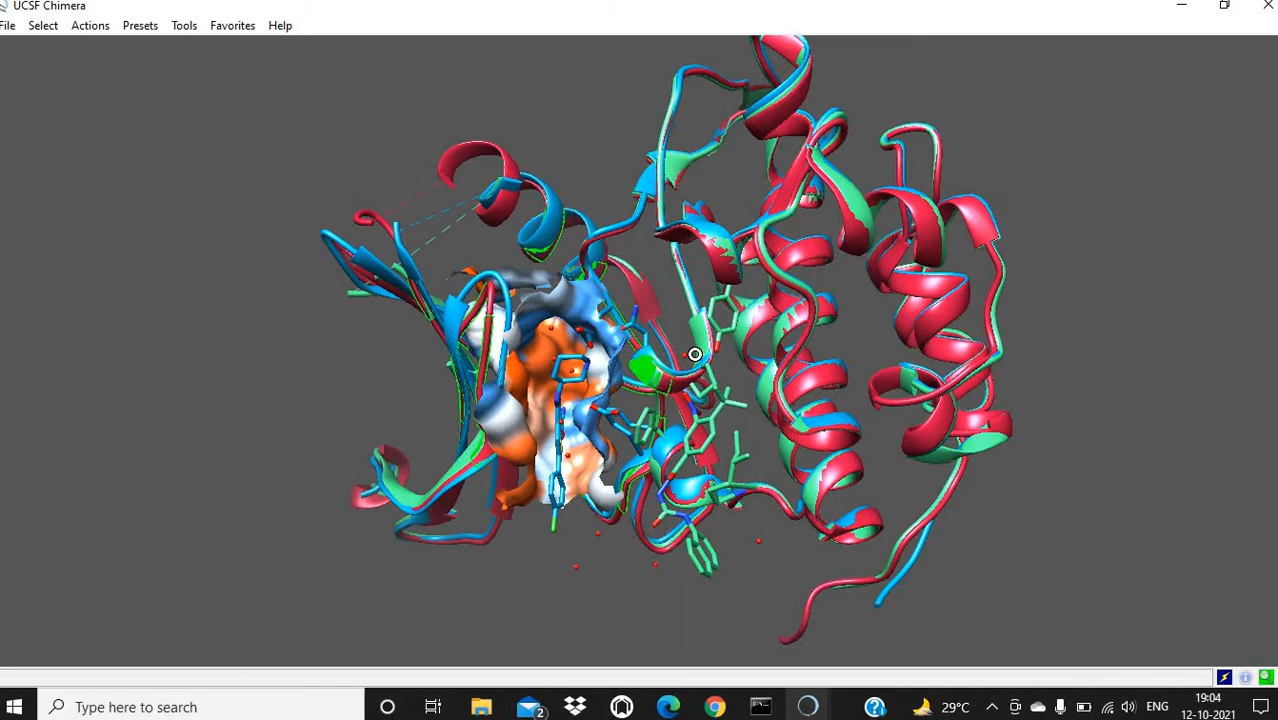 UCSF Chimera
File Select Actions Presets Tools Favorites Help
Type here to search
2
29°C
ENG
19:04
12-10-2021